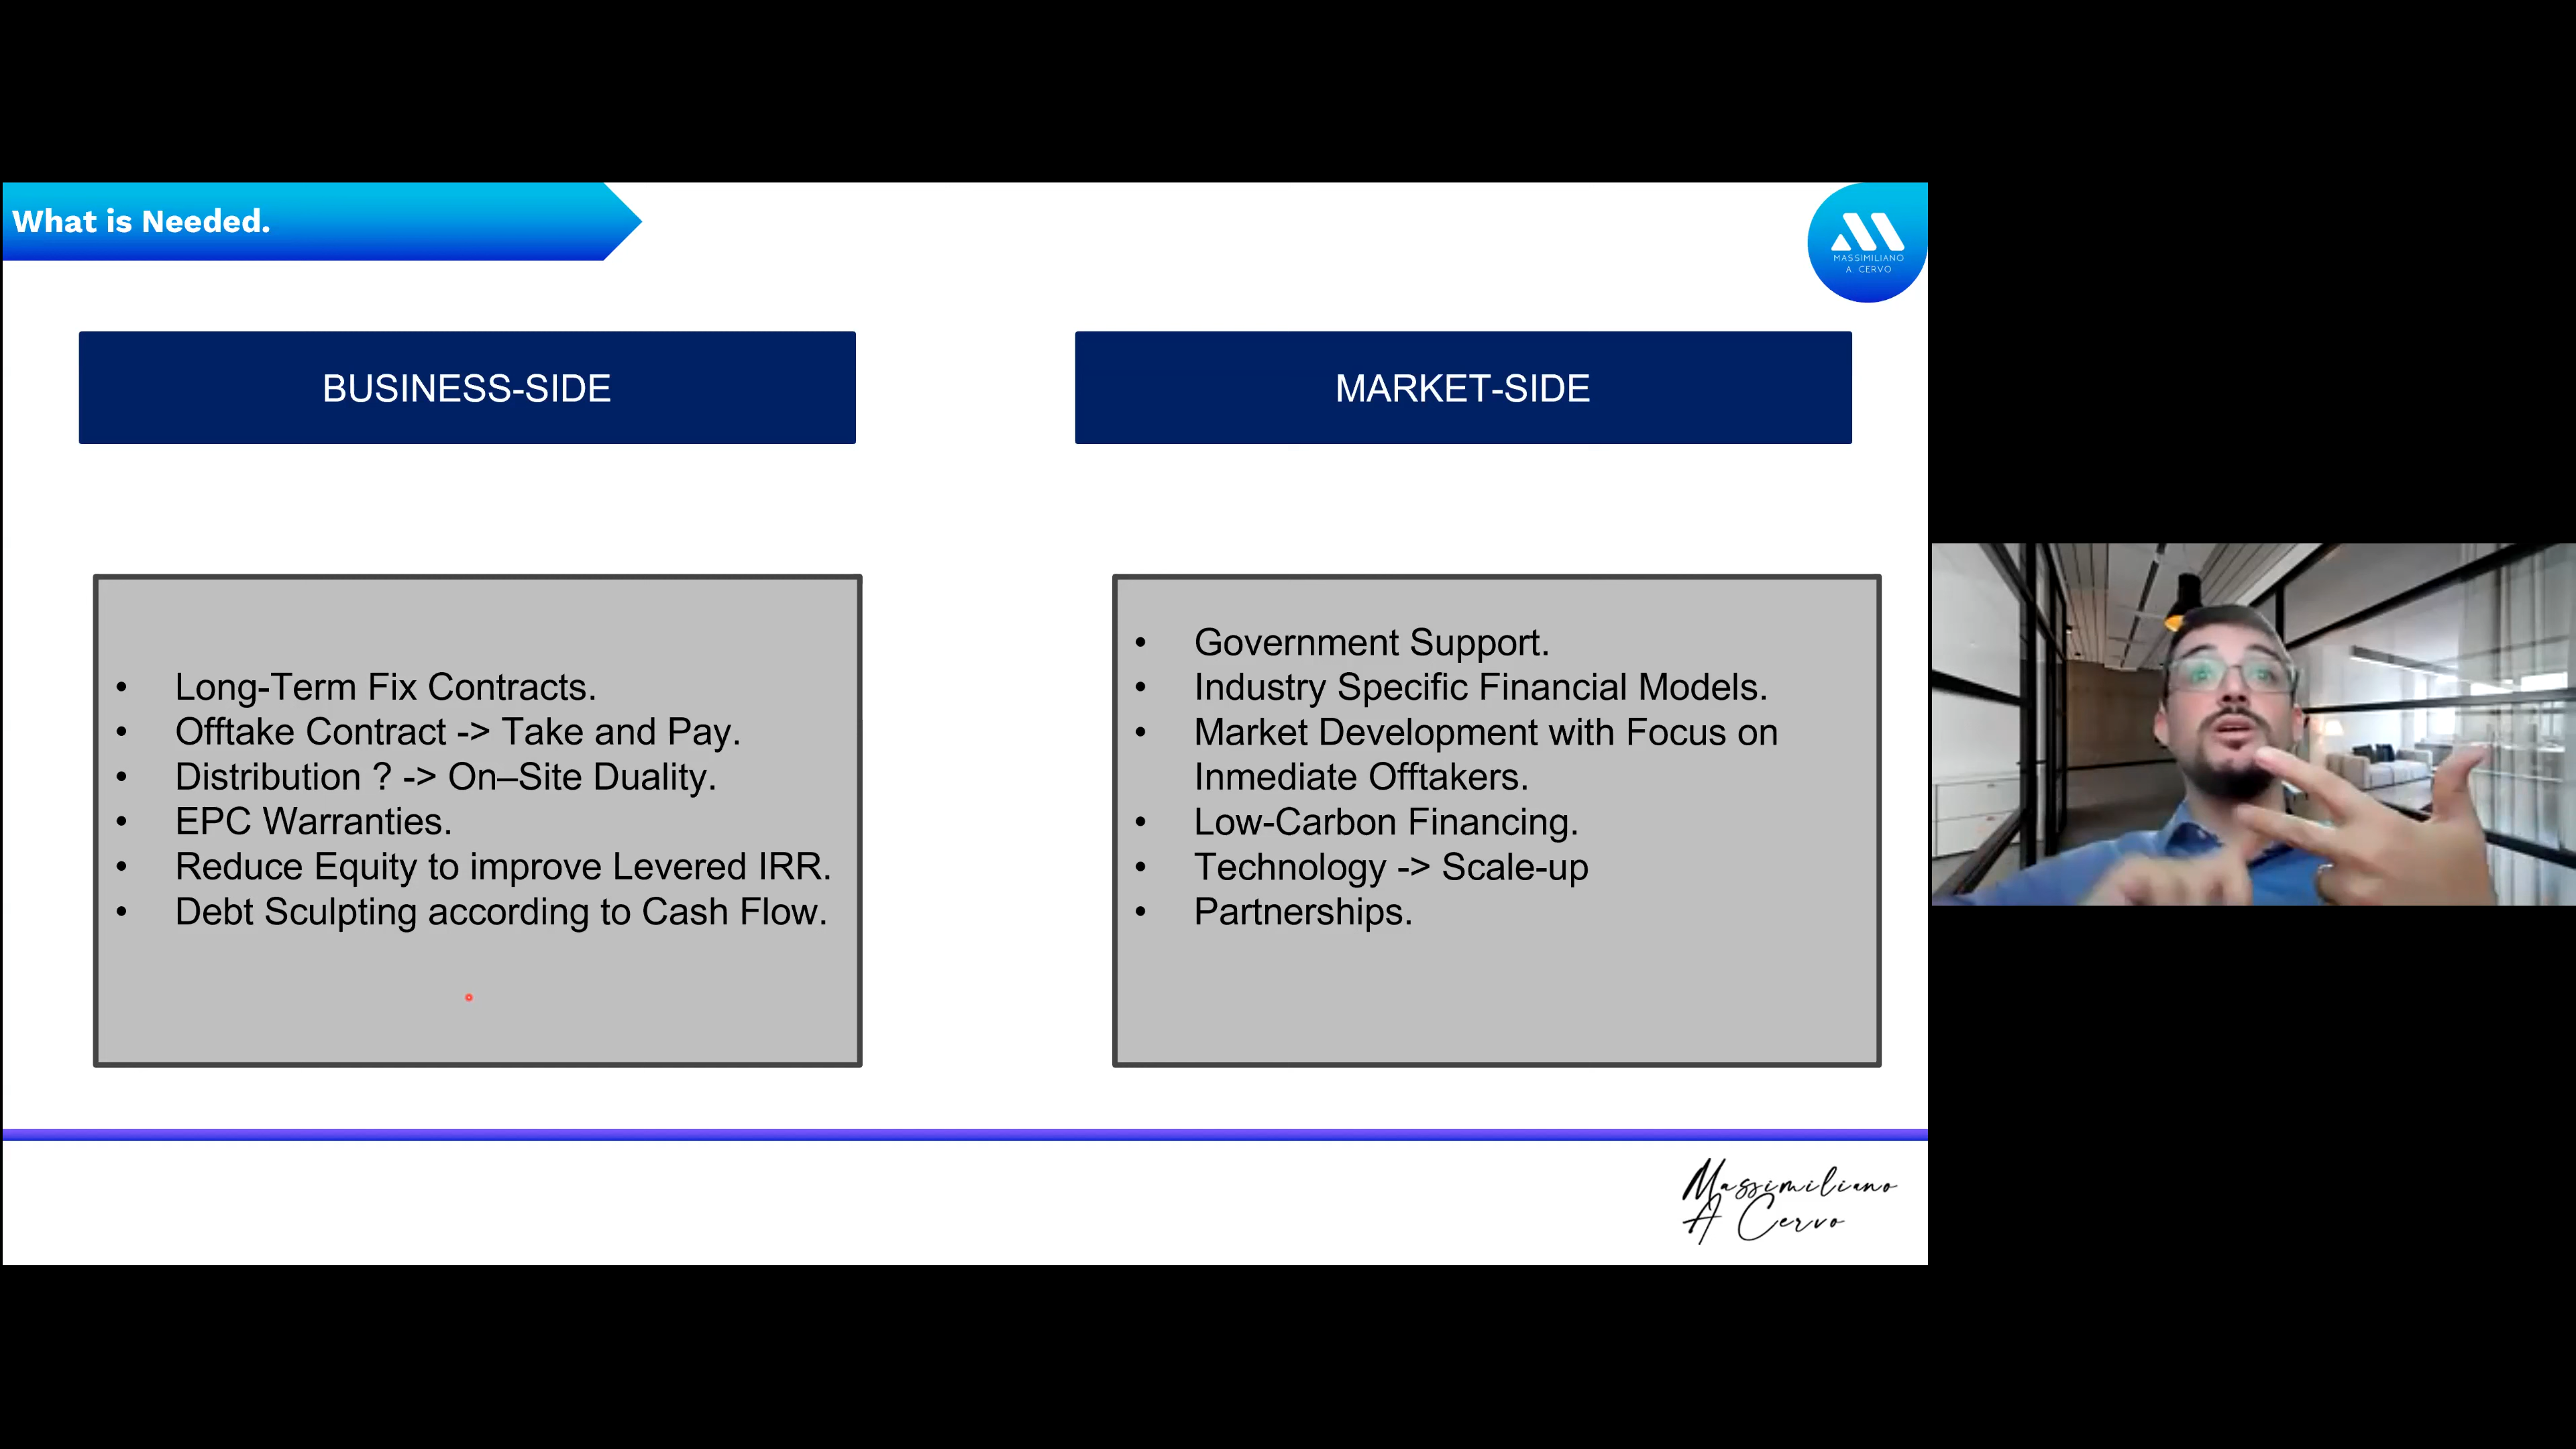 What is Needed.
MASSIMILIANO
A. CERVO
BUSINESS-SIDE
MARKET-SIDE
• Long-Term Fix Contracts.
• Offtake Contract -> Take and Pay.
• Distribution ? -> On–Site Duality.
• EPC Warranties.
• Reduce Equity to improve Levered IRR.
• Debt Sculpting according to Cash Flow.
• Government Support.
• Industry Specific Financial Models.
• Market Development with Focus on
Inmediate Offtakers.
• Low-Carbon Financing.
• Technology -> Scale-up
• Partnerships.
Massimiliano
A Cervo